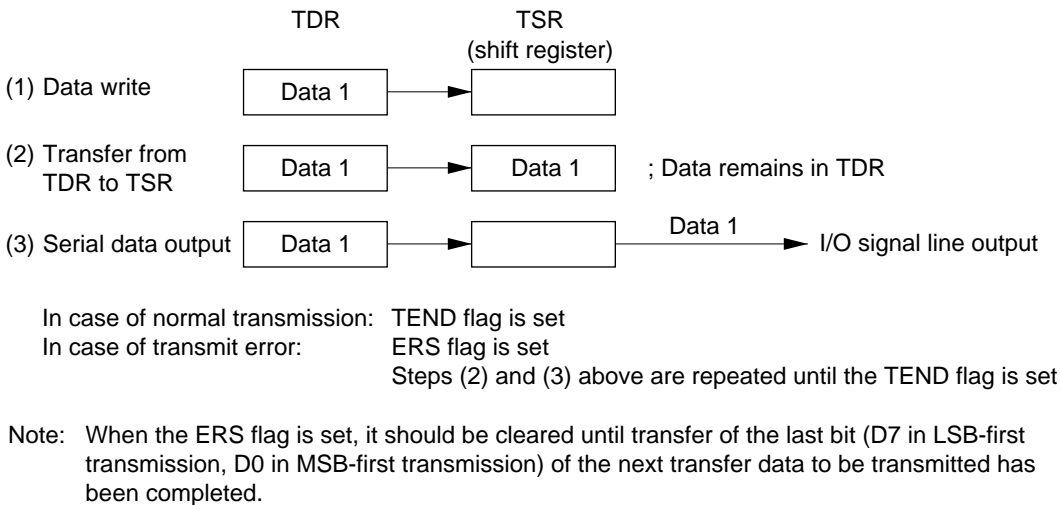 TDR TSR
(shift register)
(1) Data write Data 1
(2) Transfer from
TDR to TSR Data 1 Data 1 ; Data remains in TDR
(3) Serial data output Data 1 Data 1 I/O signal line output
In case of normal transmission: TEND flag is set
In case of transmit error: ERS flag is set
Steps (2) and (3) above are repeated until the TEND flag is set
Note: When the ERS flag is set, it should be cleared until transfer of the last bit (D7 in LSB-first
transmission, D0 in MSB-first transmission) of the next transfer data to be transmitted has
been completed.